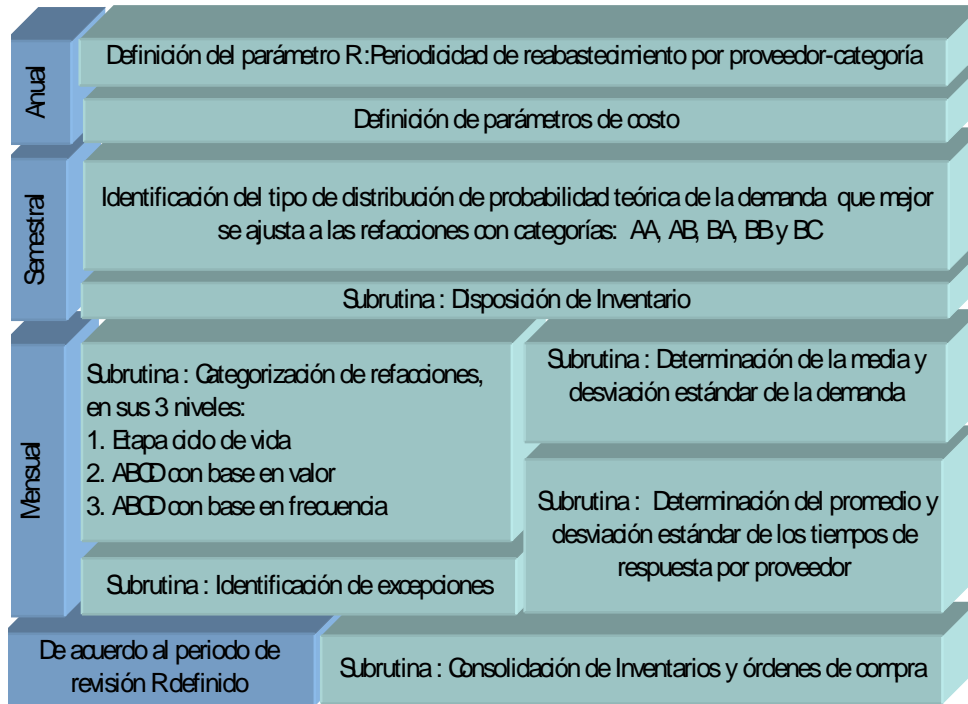 Anual
Definición del parámetro R:Periodicidad de reabastecimiento por proveedor-categoría
Definición de parámetros de costo
Semestral
Identificación del tipo de distribución de probabilidad teórica de la demanda que mejor
se ajusta a las refacciones con categorías: AA, AB, BA, BB y BC
Subrutina : Disposición de Inventario
Mensual
Subrutina : Categorización de refacciones,
en sus 3 niveles:
1. Etapa ciclo de vida
2. ABCD con base en valor
3. ABCD con base en frecuencia
Subrutina : Identificación de excepciones
Subrutina : Determinación de la media y
desviación estándar de la demanda
Subrutina : Determinación del promedio y
desviación estándar de los tiempos de
respuesta por proveedor
De acuerdo al periodo de
revisión R definido
Subrutina : Consolidación de Inventarios y órdenes de compra